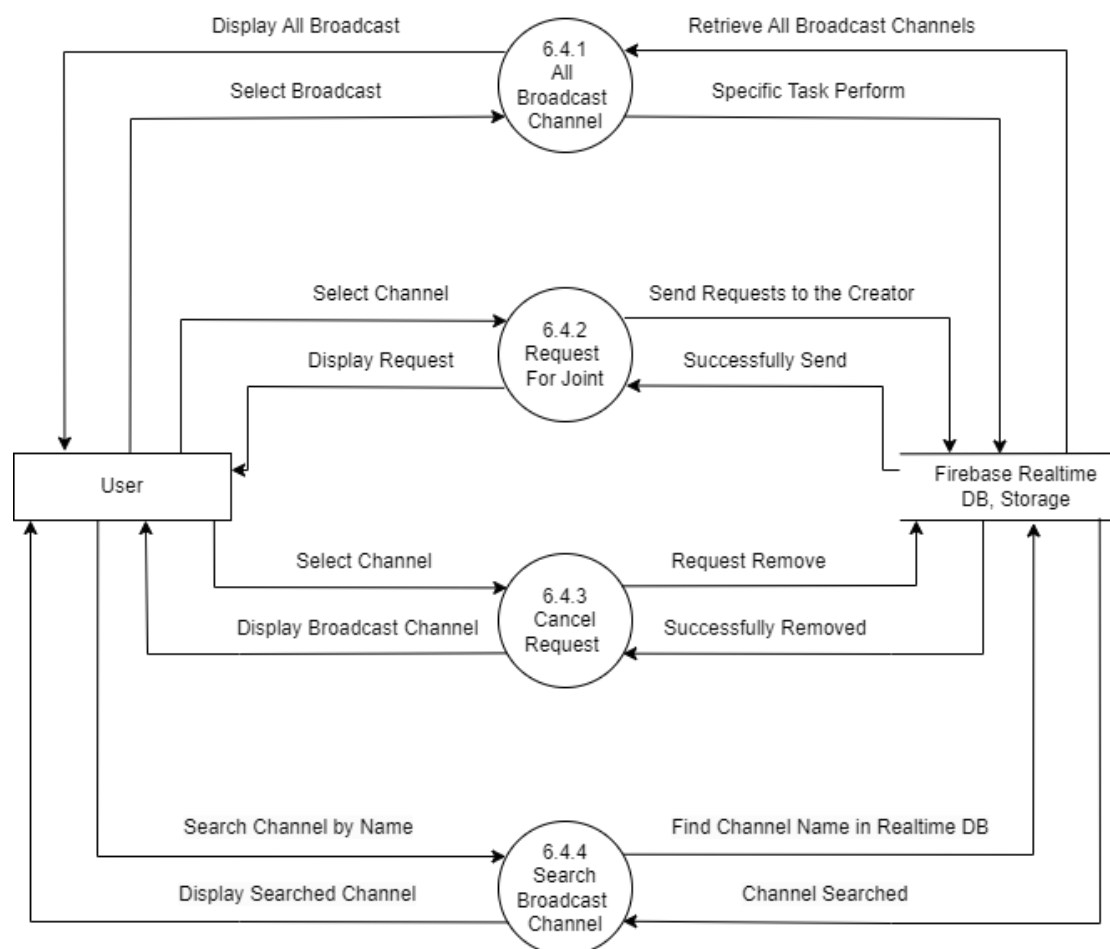 Display All Broadcast
Retrieve All Broadcast Channels
6.4.1
All
Broadcast
Channel
Select Broadcast
Specific Task Perform
Select Channel
Send Requests to the Creator
6.4.2
Request
For Joint
Display Request
Successfully Send
User
Firebase Realtime
DB, Storage
Select Channel
Request Remove
6.4.3
Cancel
Request
Display Broadcast Channel
Successfully Removed
Search Channel by Name
Find Channel Name in Realtime DB
6.4.4
Search
Broadcast
Channel
Display Searched Channel
Channel Searched